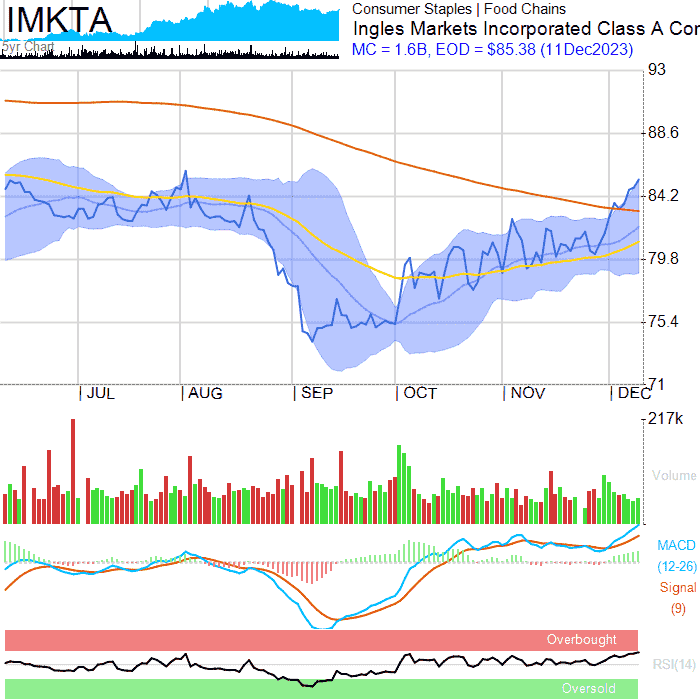 IMKTA
5yr Chart
Consumer Staples | Food Chains
Ingles Markets Incorporated Class A Cor
MC = 1.6B, EOD = $85.38 (11Dec2023)
93
88.6
84.2
79.8
75.4
71
| JUL
| AUG
| SEP
| OCT
| NOV
| DEC
217k
Volume
MACD
(12-26)
Signal
(9)
Overbought
RSI(14)
Oversold